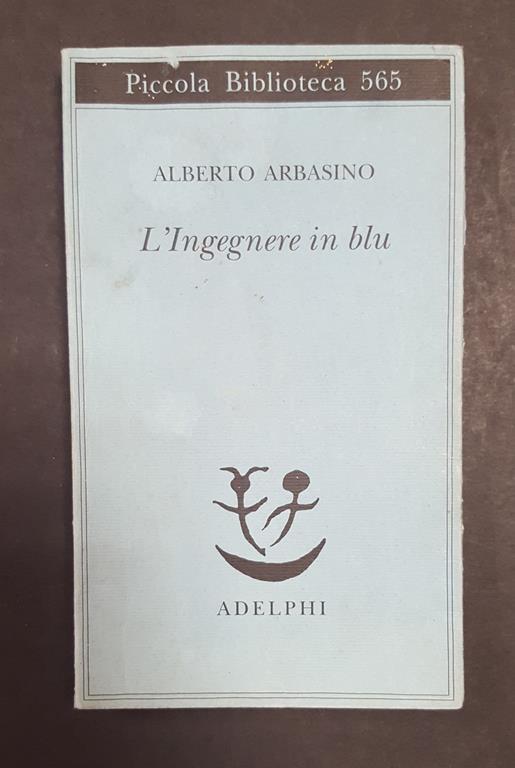 Piccola Biblioteca 565
ALBERTO ARBASINO
L'Ingegnere in blu
ADELPHI